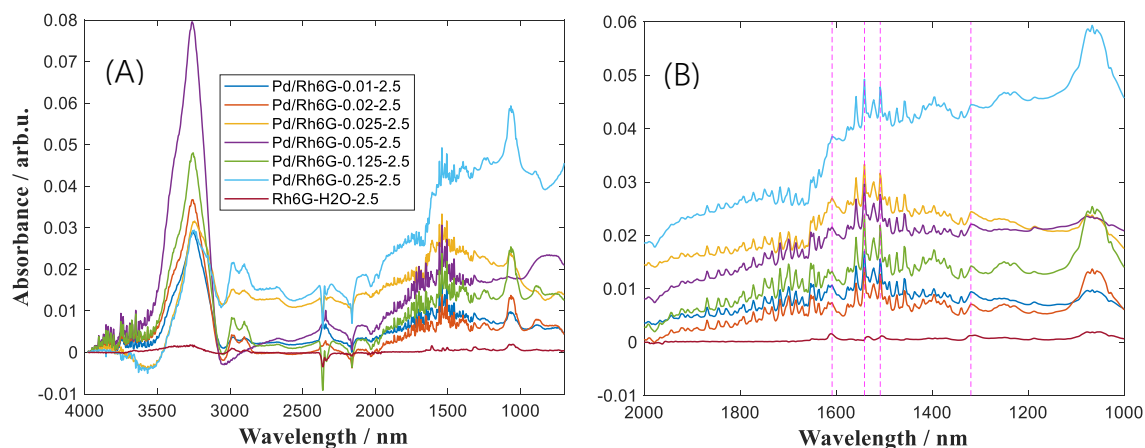 (A)
Absorbance / arb.u.
0.08
0.07
0.06
0.05
0.04
0.03
0.02
0.01
0
-0.01
Pd/Rh6G-0.01-2.5
Pd/Rh6G-0.02-2.5
Pd/Rh6G-0.025-2.5
Pd/Rh6G-0.05-2.5
Pd/Rh6G-0.125-2.5
Pd/Rh6G-0.25-2.5
Rh6G-H2O-2.5
4000 3500 3000 2500 2000 1500 1000
Wavelength / nm
(B)
0.06
0.05
0.04
0.03
0.02
0.01
0
-0.01
2000 1800 1600 1400 1200 1000
Wavelength / nm